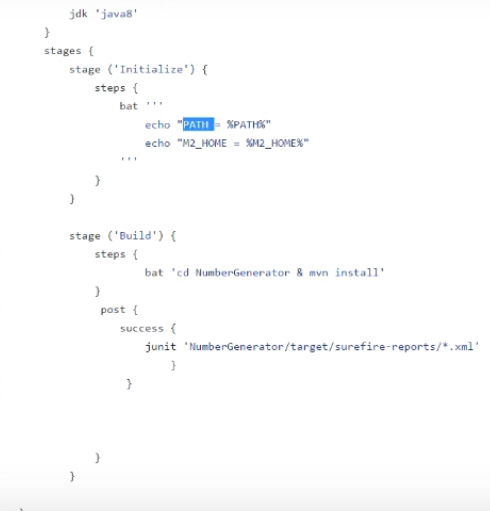 jdk 'java8'
}
stages {
stage ('Initialize') {
steps {
bat '''
echo "PATH = %PATH%"
echo "M2_HOME = %M2_HOME%"
'''
}
}
stage ('Build') {
steps {
bat 'cd NumberGenerator & mvn install'
}
post {
success {
junit 'NumberGenerator/target/surefire-reports/*.xml'
}
}
}
}